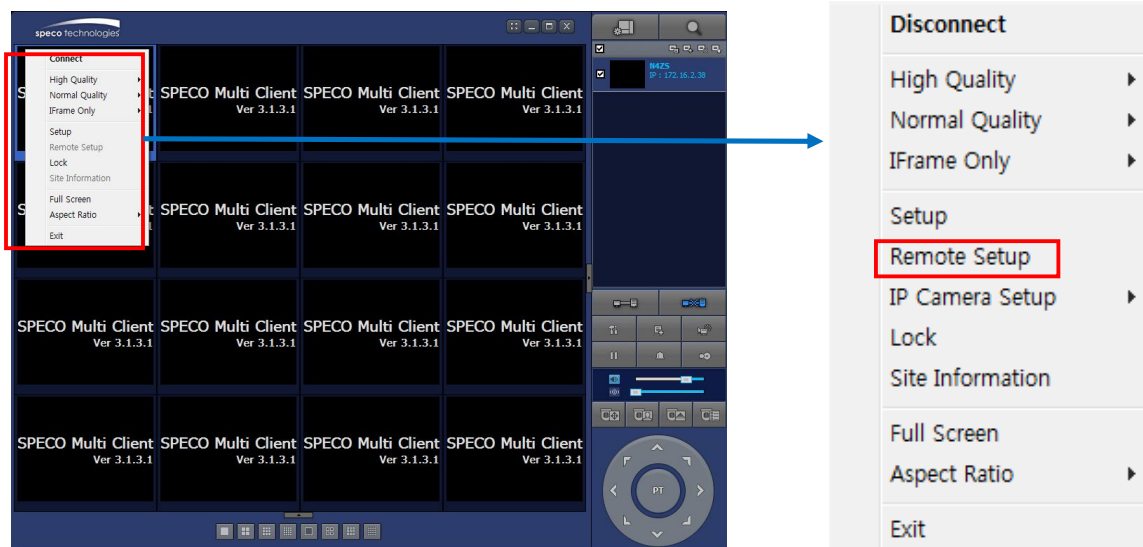 speco technologies
N4ZS
IP : 172.16.2.38
Connect
High Quality
Normal Quality
IFrame Only
Setup
Remote Setup
Lock
Site Information
Full Screen
Aspect Ratio
Exit
SPECO Multi Client SPECO Multi Client SPECO Multi Client
Ver 3.1.3.1 Ver 3.1.3.1 Ver 3.1.3.1
SPECO Multi Client SPECO Multi Client SPECO Multi Client
Ver 3.1.3.1 Ver 3.1.3.1 Ver 3.1.3.1
SPECO Multi Client SPECO Multi Client SPECO Multi Client SPECO Multi Client
Ver 3.1.3.1 Ver 3.1.3.1 Ver 3.1.3.1 Ver 3.1.3.1
SPECO Multi Client SPECO Multi Client SPECO Multi Client SPECO Multi Client
Ver 3.1.3.1 Ver 3.1.3.1 Ver 3.1.3.1 Ver 3.1.3.1
PT
Disconnect
High Quality
Normal Quality
IFrame Only
Setup
Remote Setup
IP Camera Setup
Lock
Site Information
Full Screen
Aspect Ratio
Exit